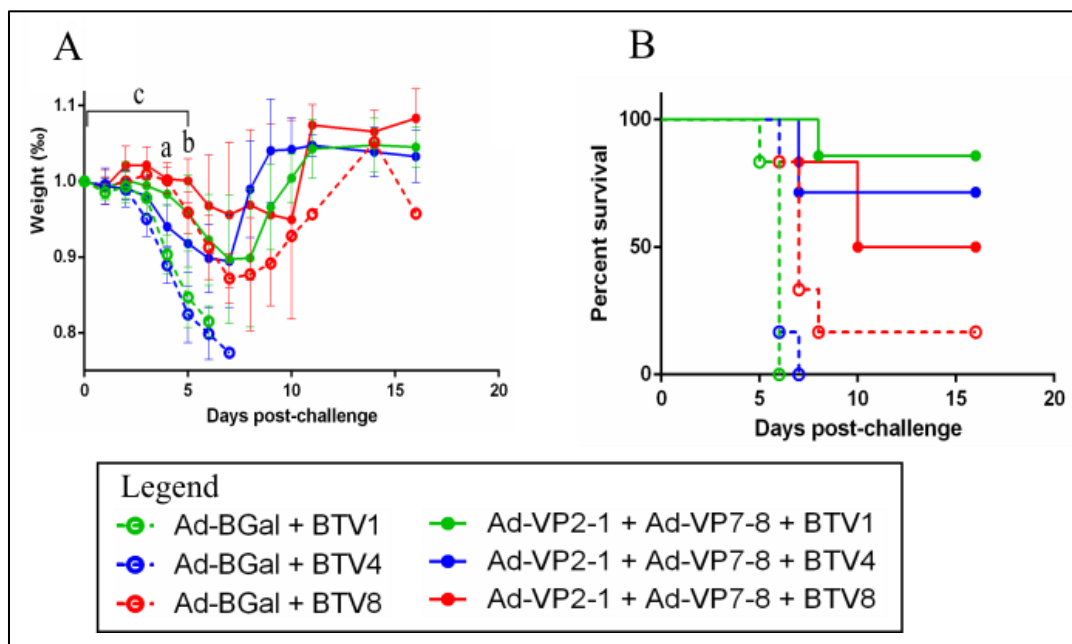 A
B
c
a
b
Weight (‰)
1.1
1.0
0.9
0.8
0
5
10
15
20
Days post-challenge
Percent survival
100
50
0
0
5
10
15
20
Days post-challenge
Legend
Ad-BGal + BTV1
Ad-VP2-1 + Ad-VP7-8 + BTV1
Ad-BGal + BTV4
Ad-VP2-1 + Ad-VP7-8 + BTV4
Ad-BGal + BTV8
Ad-VP2-1 + Ad-VP7-8 + BTV8